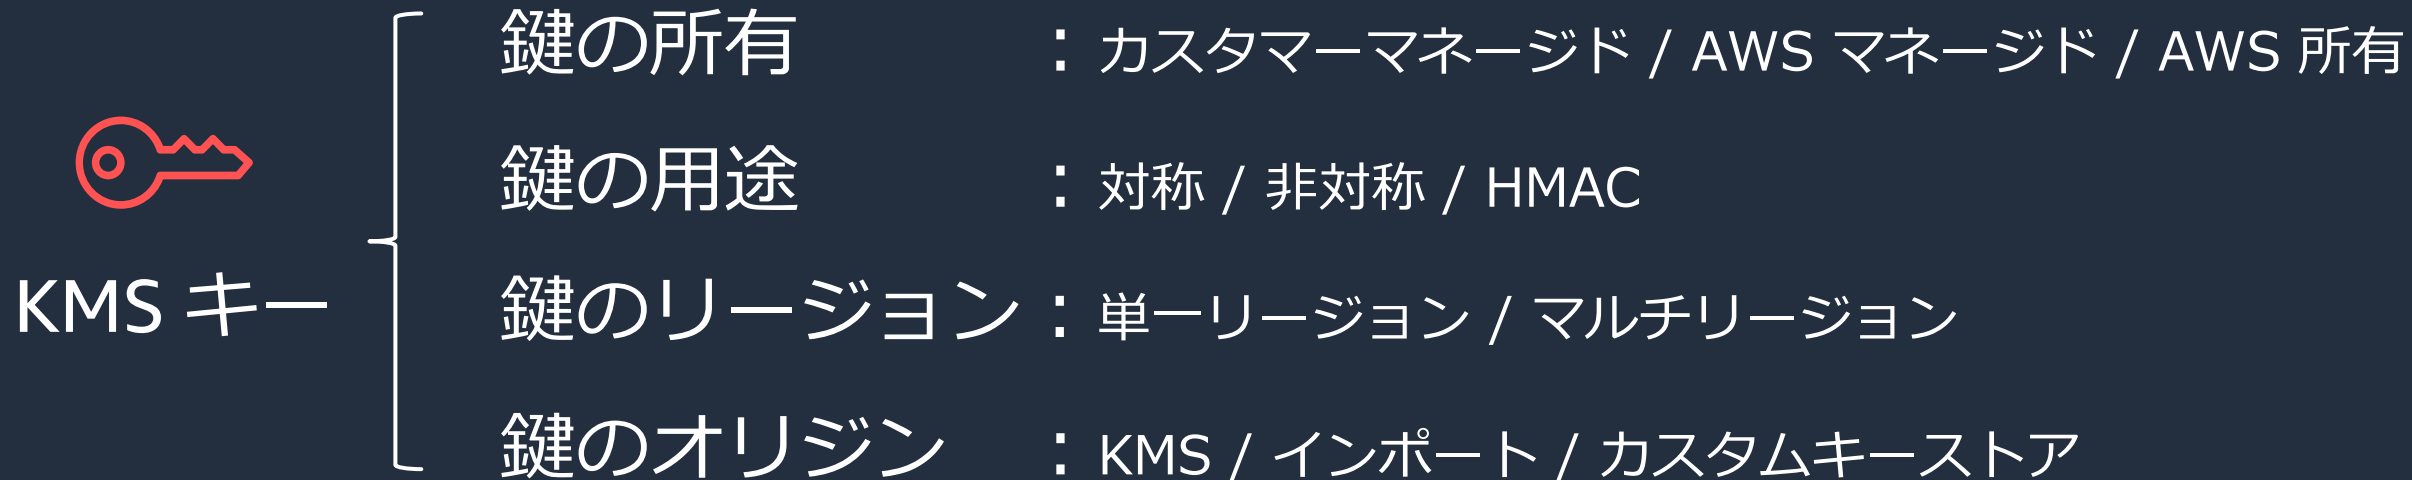 鍵の所有 : カスタマーマネージド / AWS マネージド / AWS 所有
鍵の用途 : 対称 / 非対称 / HMAC
KMS キー
鍵のリージョン : 単一リージョン / マルチリージョン
鍵のオリジン : KMS / インポート / カスタムキーストア